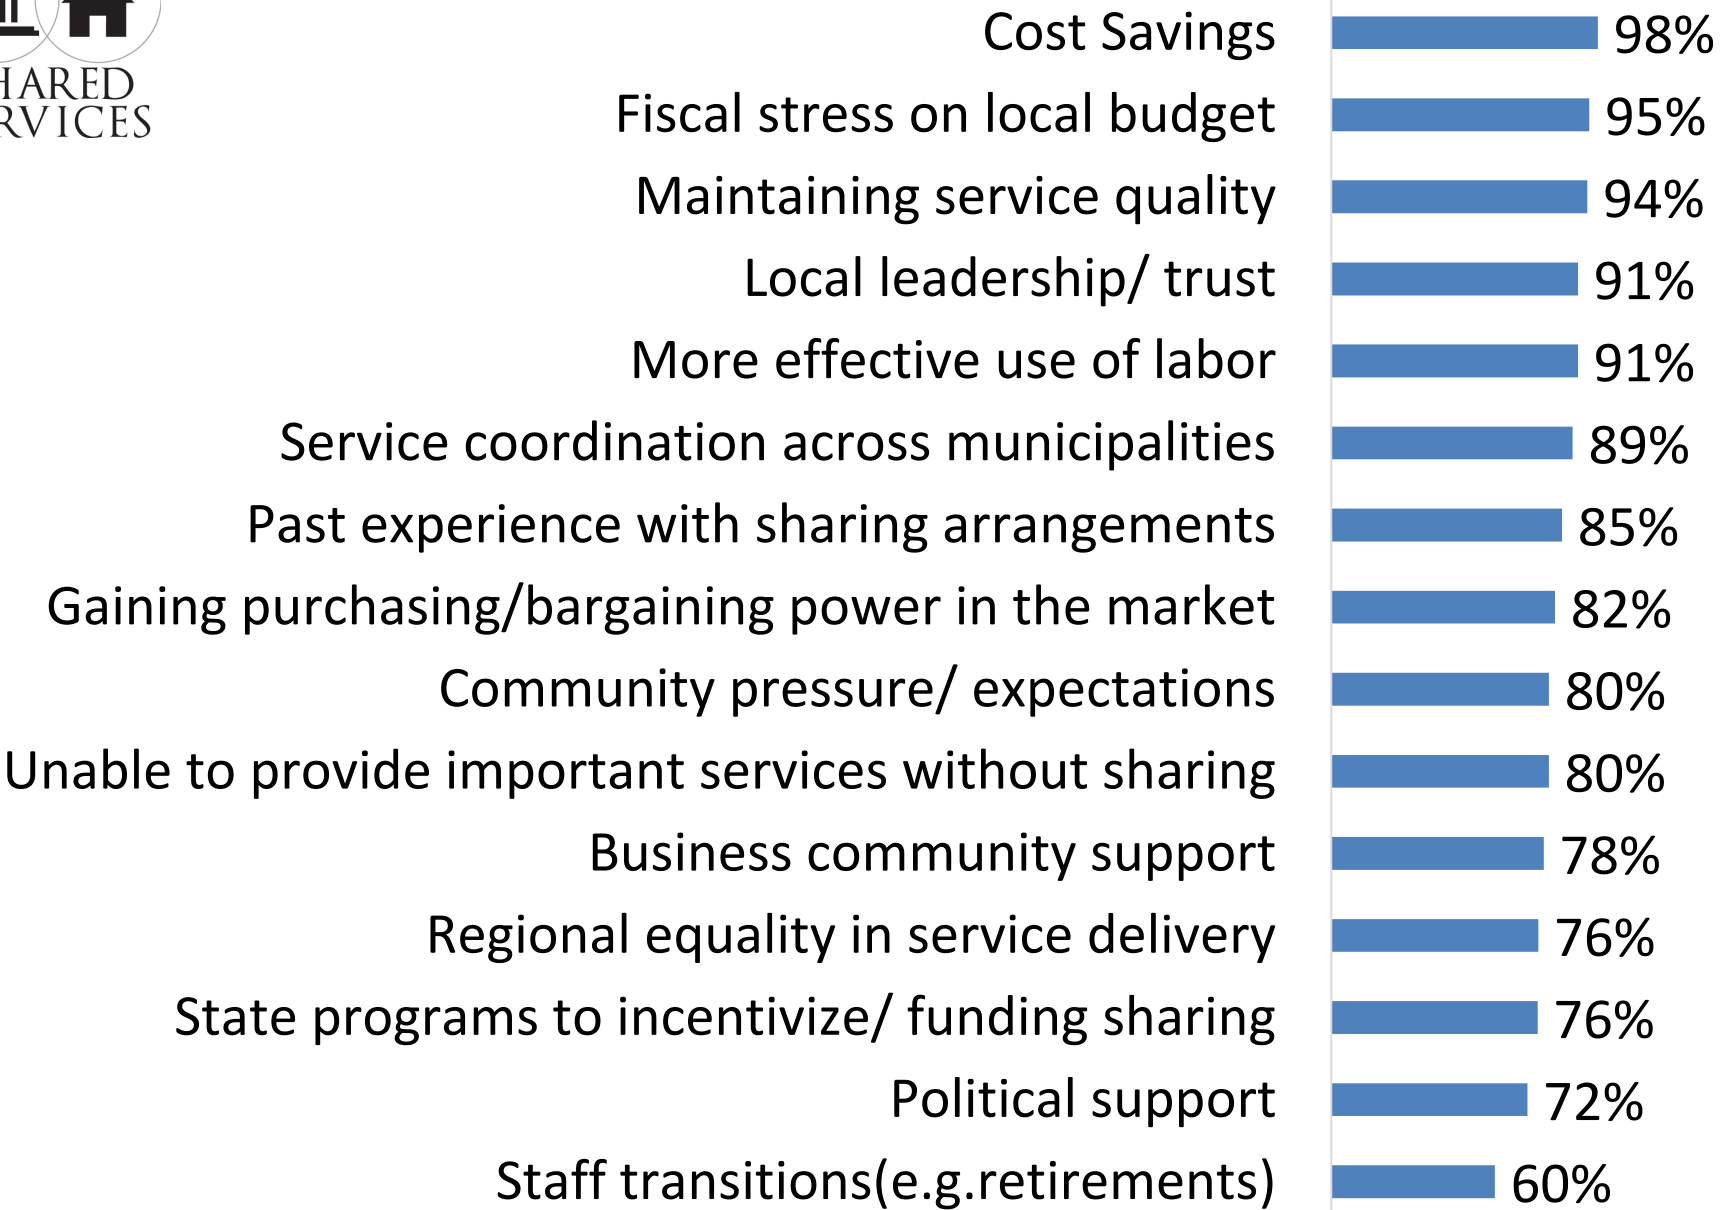 HARED
RVICES
Cost Savings 98%
Fiscal stress on local budget 95%
Maintaining service quality 94%
Local leadership/ trust 91%
More effective use of labor 91%
Service coordination across municipalities 89%
Past experience with sharing arrangements 85%
Gaining purchasing/bargaining power in the market 82%
Community pressure/ expectations 80%
Unable to provide important services without sharing 80%
Business community support 78%
Regional equality in service delivery 76%
State programs to incentivize/ funding sharing 76%
Political support 72%
Staff transitions(e.g.retirements) 60%